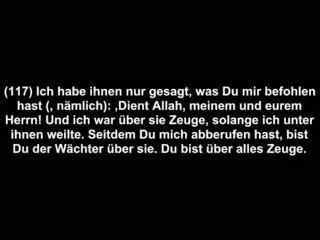 (117) Ich habe ihnen nur gesagt, was Du mir befohlen
hast (, nämlich): ‚Dient Allah, meinem und eurem
Herrn! Und ich war über sie Zeuge, solange ich unter
ihnen weilte. Seitdem Du mich abberufen hast, bist
Du der Wächter über sie. Du bist über alles Zeuge.